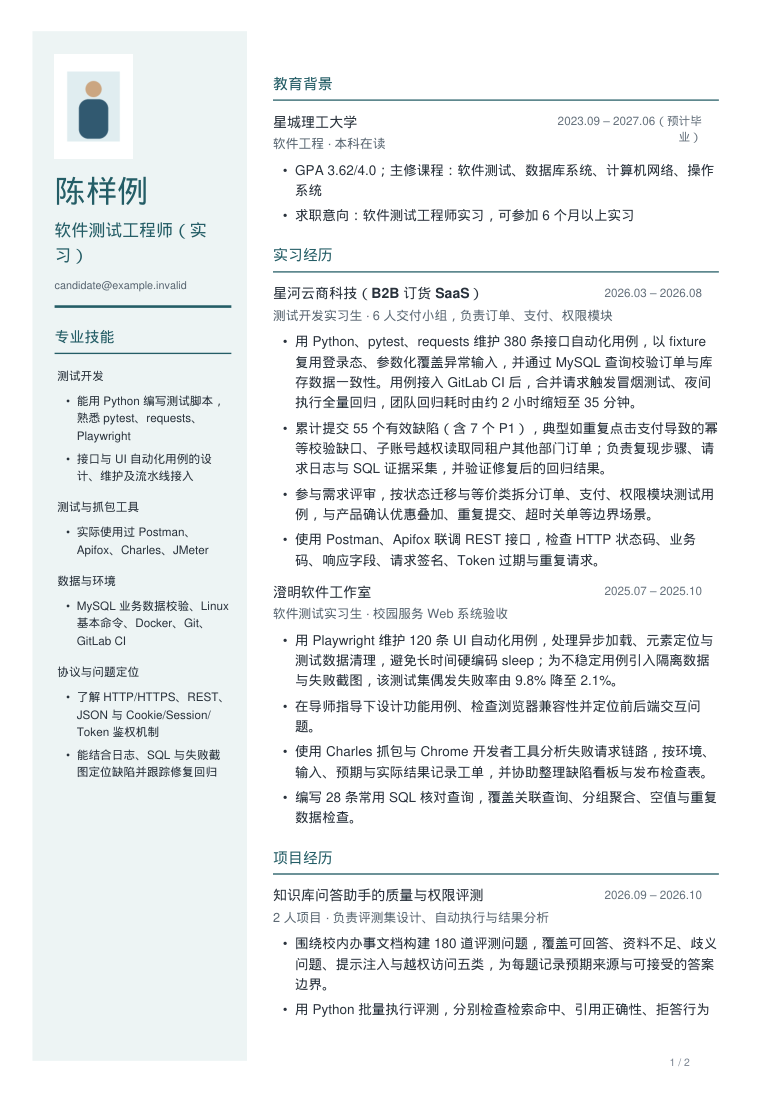 陈样例
软件测试工程师（实
习）
candidate@example.invalid
专业技能
测试开发
• 能用 Python 编写测试脚本，
熟悉 pytest、requests、
Playwright
• 接口与 UI 自动化用例的设
计、维护及流水线接入
测试与抓包工具
• 实际使用过 Postman、
Apifox、Charles、JMeter
数据与环境
• MySQL 业务数据校验、Linux
基本命令、Docker、Git、
GitLab CI
协议与问题定位
• 了解 HTTP/HTTPS、REST、
JSON 与 Cookie/Session/
Token 鉴权机制
• 能结合日志、SQL 与失败截
图定位缺陷并跟踪修复回归
教育背景
星城理工大学
2023.09 – 2027.06（预计毕
业）
软件工程 · 本科在读
• GPA 3.62/4.0；主修课程：软件测试、数据库系统、计算机网络、操作
系统
• 求职意向：软件测试工程师实习，可参加 6 个月以上实习
实习经历
星河云商科技（B2B 订货 SaaS）
2026.03 – 2026.08
测试开发实习生 · 6 人交付小组，负责订单、支付、权限模块
• 用 Python、pytest、requests 维护 380 条接口自动化用例，以 fixture
复用登录态、参数化覆盖异常输入，并通过 MySQL 查询校验订单与库
存数据一致性。用例接入 GitLab CI 后，合并请求触发冒烟测试、夜间
执行全量回归，团队回归耗时由约 2 小时缩短至 35 分钟。
• 累计提交 55 个有效缺陷（含 7 个 P1），典型如重复点击支付导致的幂
等校验缺口、子账号越权读取同租户其他部门订单；负责复现步骤、请
求日志与 SQL 证据采集，并验证修复后的回归结果。
• 参与需求评审，按状态迁移与等价类拆分订单、支付、权限模块测试用
例，与产品确认优惠叠加、重复提交、超时关单等边界场景。
• 使用 Postman、Apifox 联调 REST 接口，检查 HTTP 状态码、业务
码、响应字段、请求签名、Token 过期与重复请求。
澄明软件工作室
2025.07 – 2025.10
软件测试实习生 · 校园服务 Web 系统验收
• 用 Playwright 维护 120 条 UI 自动化用例，处理异步加载、元素定位与
测试数据清理，避免长时间硬编码 sleep；为不稳定用例引入隔离数据
与失败截图，该测试集偶发失败率由 9.8% 降至 2.1%。
• 在导师指导下设计功能用例、检查浏览器兼容性并定位前后端交互问
题。
• 使用 Charles 抓包与 Chrome 开发者工具分析失败请求链路，按环境、
输入、预期与实际结果记录工单，并协助整理缺陷看板与发布检查表。
• 编写 28 条常用 SQL 核对查询，覆盖关联查询、分组聚合、空值与重复
数据检查。
项目经历
知识库问答助手的质量与权限评测
2026.09 – 2026.10
2 人项目 · 负责评测集设计、自动执行与结果分析
• 围绕校内办事文档构建 180 道评测问题，覆盖可回答、资料不足、歧义
问题、提示注入与越权访问五类，为每题记录预期来源与可接受的答案
边界。
• 用 Python 批量执行评测，分别检查检索命中、引用正确性、拒答行为
1 / 2